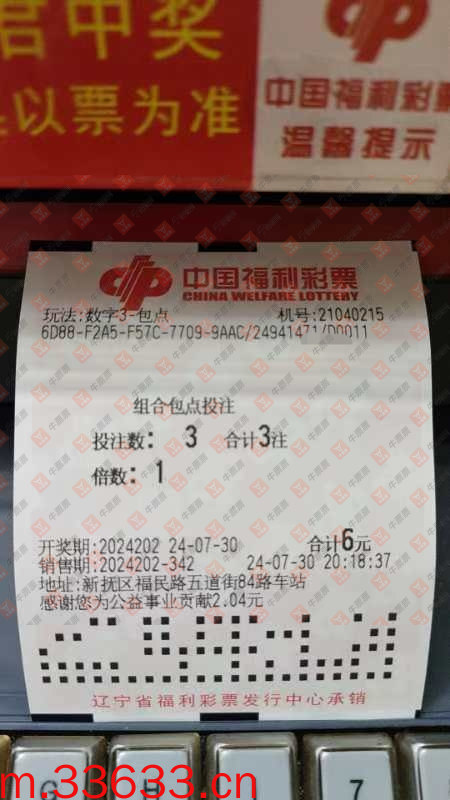 君中奖
以票为准
中国福利彩票
温馨提示
中国福利彩票
CHINA WELFARE LOTTERY
玩法:数字3-包点 机号:21040215
6D88-F2A5-F57C-7709-9AAC/24941471/D0011
组合包点投注
投注数: 3 合计3注
倍数: 1
开奖期:2024202 24-07-30 合计6元
销售期:2024202-342 24-07-30 20:18:37
地址:新抚区福民路五道街84路车站
感谢您为公益事业贡献2.04元
辽宁省福利彩票发行中心承销
7
m.33633.cn